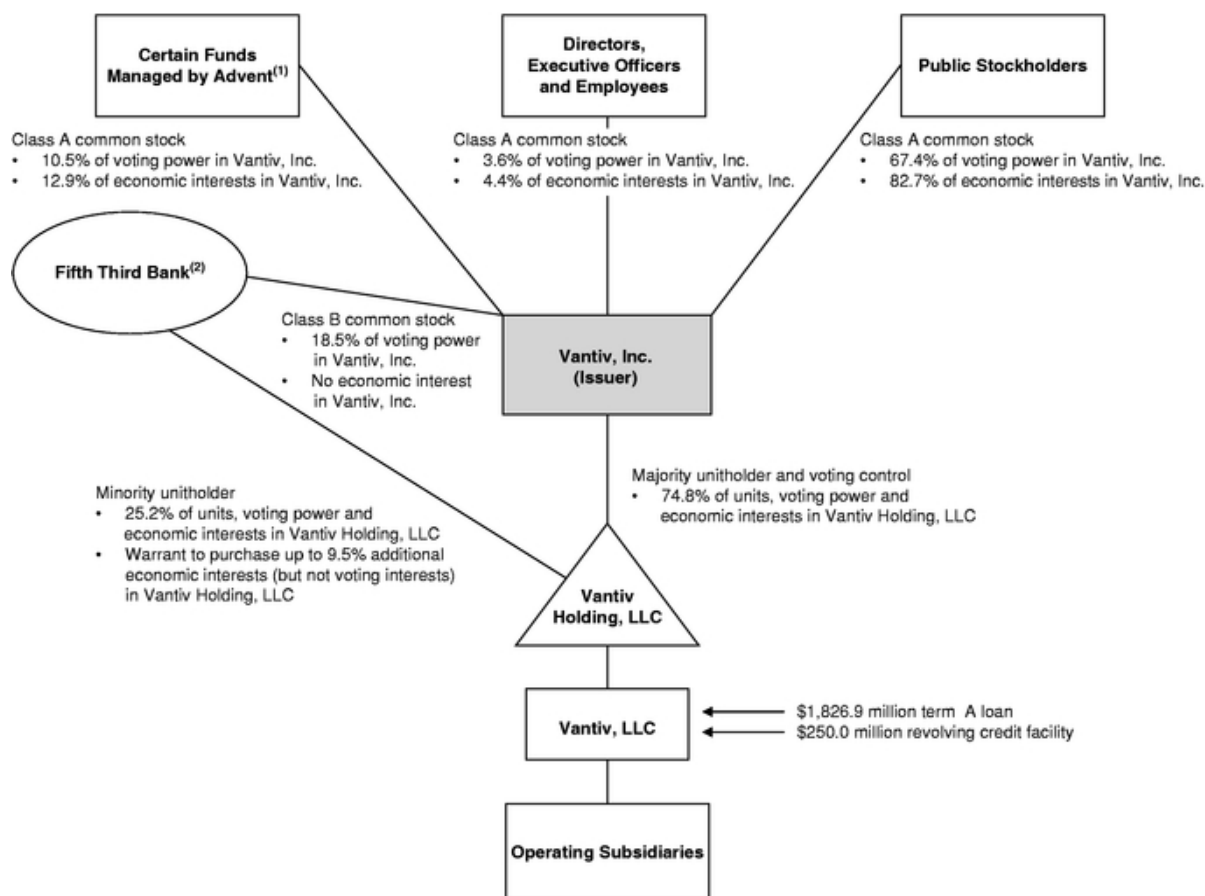 Certain Funds
Managed by Advent(1)
Directors,
Executive Officers
and Employees
Public Stockholders
Class A common stock
• 10.5% of voting power in Vantiv, Inc.
• 12.9% of economic interests in Vantiv, Inc.
Class A common stock
• 3.6% of voting power in Vantiv, Inc.
• 4.4% of economic interests in Vantiv, Inc.
Class A common stock
• 67.4% of voting power in Vantiv, Inc.
• 82.7% of economic interests in Vantiv, Inc.
Fifth Third Bank(2)
Class B common stock
• 18.5% of voting power
in Vantiv, Inc.
• No economic interest
in Vantiv, Inc.
Vantiv, Inc.
(Issuer)
Minority unitholder
• 25.2% of units, voting power and
economic interests in Vantiv Holding, LLC
• Warrant to purchase up to 9.5% additional
economic interests (but not voting interests)
in Vantiv Holding, LLC
Majority unitholder and voting control
• 74.8% of units, voting power and
economic interests in Vantiv Holding, LLC
Vantiv
Holding, LLC
Vantiv, LLC
$1,826.9 million term A loan
$250.0 million revolving credit facility
Operating Subsidiaries